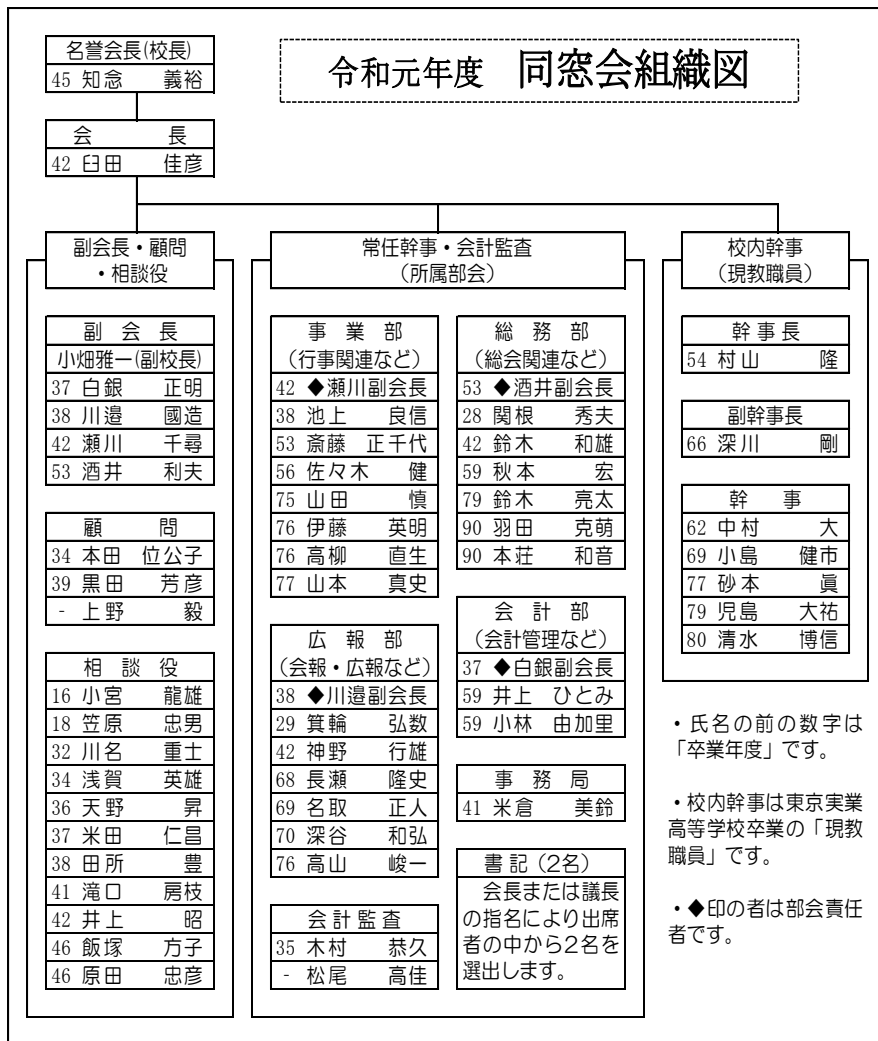 令和元年度 同窓会組織図
名誉会長(校長)
45 知念 義裕
会 長
42 臼田 佳彦
副会長・顧問
・相談役
副 会 長
小畑雅一(副校長)
37 白銀 正明
38 川邉 國造
42 瀬川 千尋
53 酒井 利夫
顧 問
34 本田 位公子
39 黒田 芳彦
- 上野 毅
相 談 役
16 小宮 龍雄
18 笠原 忠男
32 川名 重士
34 浅賀 英雄
36 天野 昇
37 米田 仁昌
38 田所 豊
41 滝口 房枝
42 井上 昭
46 飯塚 方子
46 原田 忠彦
常任幹事・会計監査
(所属部会)
事 業 部
(行事関連など)
42 ◆瀬川副会長
38 池上 良信
53 斎藤 正千代
56 佐々木 健
75 山田 慎
76 伊藤 英明
76 高柳 直生
77 山本 真史
広 報 部
(会報・広報など)
38 ◆川邉副会長
29 箕輪 弘数
42 神野 行雄
68 長瀬 隆史
69 名取 正人
70 深谷 和弘
76 高山 峻一
会 計 監 査
35 木村 恭久
- 松尾 高佳
総 務 部
(総会関連など)
53 ◆酒井副会長
28 関根 秀夫
42 鈴木 和雄
59 秋本 宏
79 鈴木 亮太
90 羽田 克萌
90 本荘 和音
会 計 部
(会計管理など)
37 ◆白銀副会長
59 井上 ひとみ
59 小林 由加里
事 務 局
41 米倉 美鈴
書 記 (2名)
会長または議長
の指名により出席
者の中から2名を
選出します。
校内幹事
(現教職員)
幹 事 長
54 村山 隆
副幹事長
66 深川 剛
幹 事
62 中村 大
69 小島 健市
77 砂本 眞
79 児島 大祐
80 清水 博信
・氏名の前の数字は
「卒業年度」です。
・校内幹事は東京実業
高等学校卒業の「現教
職員」です。
・◆印の者は部会責任
者です。